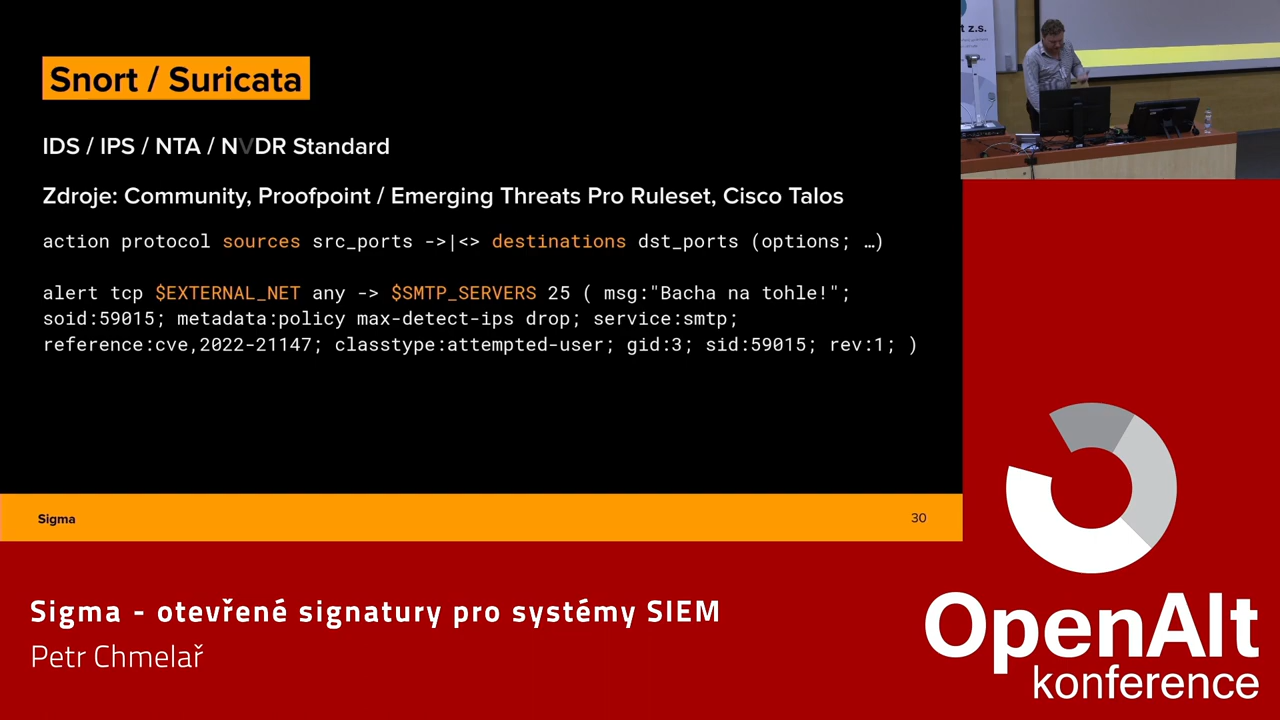 Snort / Suricata
IDS / IPS / NTA / NVDR Standard
Zdroje: Community, Proofpoint / Emerging Threats Pro Ruleset, Cisco Talos
action protocol sources src_ports ->|<> destinations dst_ports (options; …)
alert tcp $EXTERNAL_NET any -> $SMTP_SERVERS 25 ( msg:"Bacha na tohle!";
soid:59015; metadata:policy max-detect-ips drop; service:smtp;
reference:cve,2022-21147; classtype:attempted-user; gid:3; sid:59015; rev:1; )
Sigma
30
t z.s.
Sigma - otevřené signatury pro systémy SIEM
Petr Chmelař
OpenAlt
konference